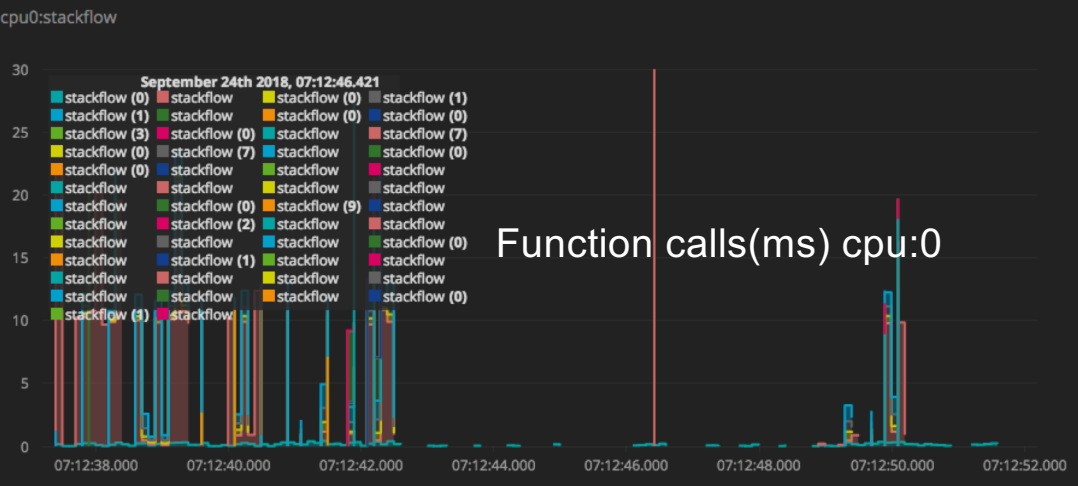 cpu0:stackflow
30
September 24th 2018, 07:12:46.421
stackflow (0) stackflow stackflow (0) stackflow (1)
stackflow (1) stackflow stackflow (0) stackflow (0)
25
stackflow (3) stackflow (0) stackflow stackflow (7)
stackflow (0) stackflow (7) stackflow stackflow (0)
stackflow (0) stackflow stackflow stackflow
stackflow stackflow stackflow stackflow
20
stackflow stackflow (0) stackflow (9) stackflow
stackflow stackflow (2) stackflow stackflow
stackflow stackflow stackflow stackflow (0)
Function calls(ms) cpu:0
15
stackflow stackflow (1) stackflow stackflow
stackflow stackflow stackflow stackflow
stackflow stackflow stackflow stackflow (0)
stackflow (1) stackflow
10
5
0
07:12:38.000 07:12:40.000 07:12:42.000 07:12:44.000 07:12:46.000 07:12:48.000 07:12:50.000 07:12:52.000